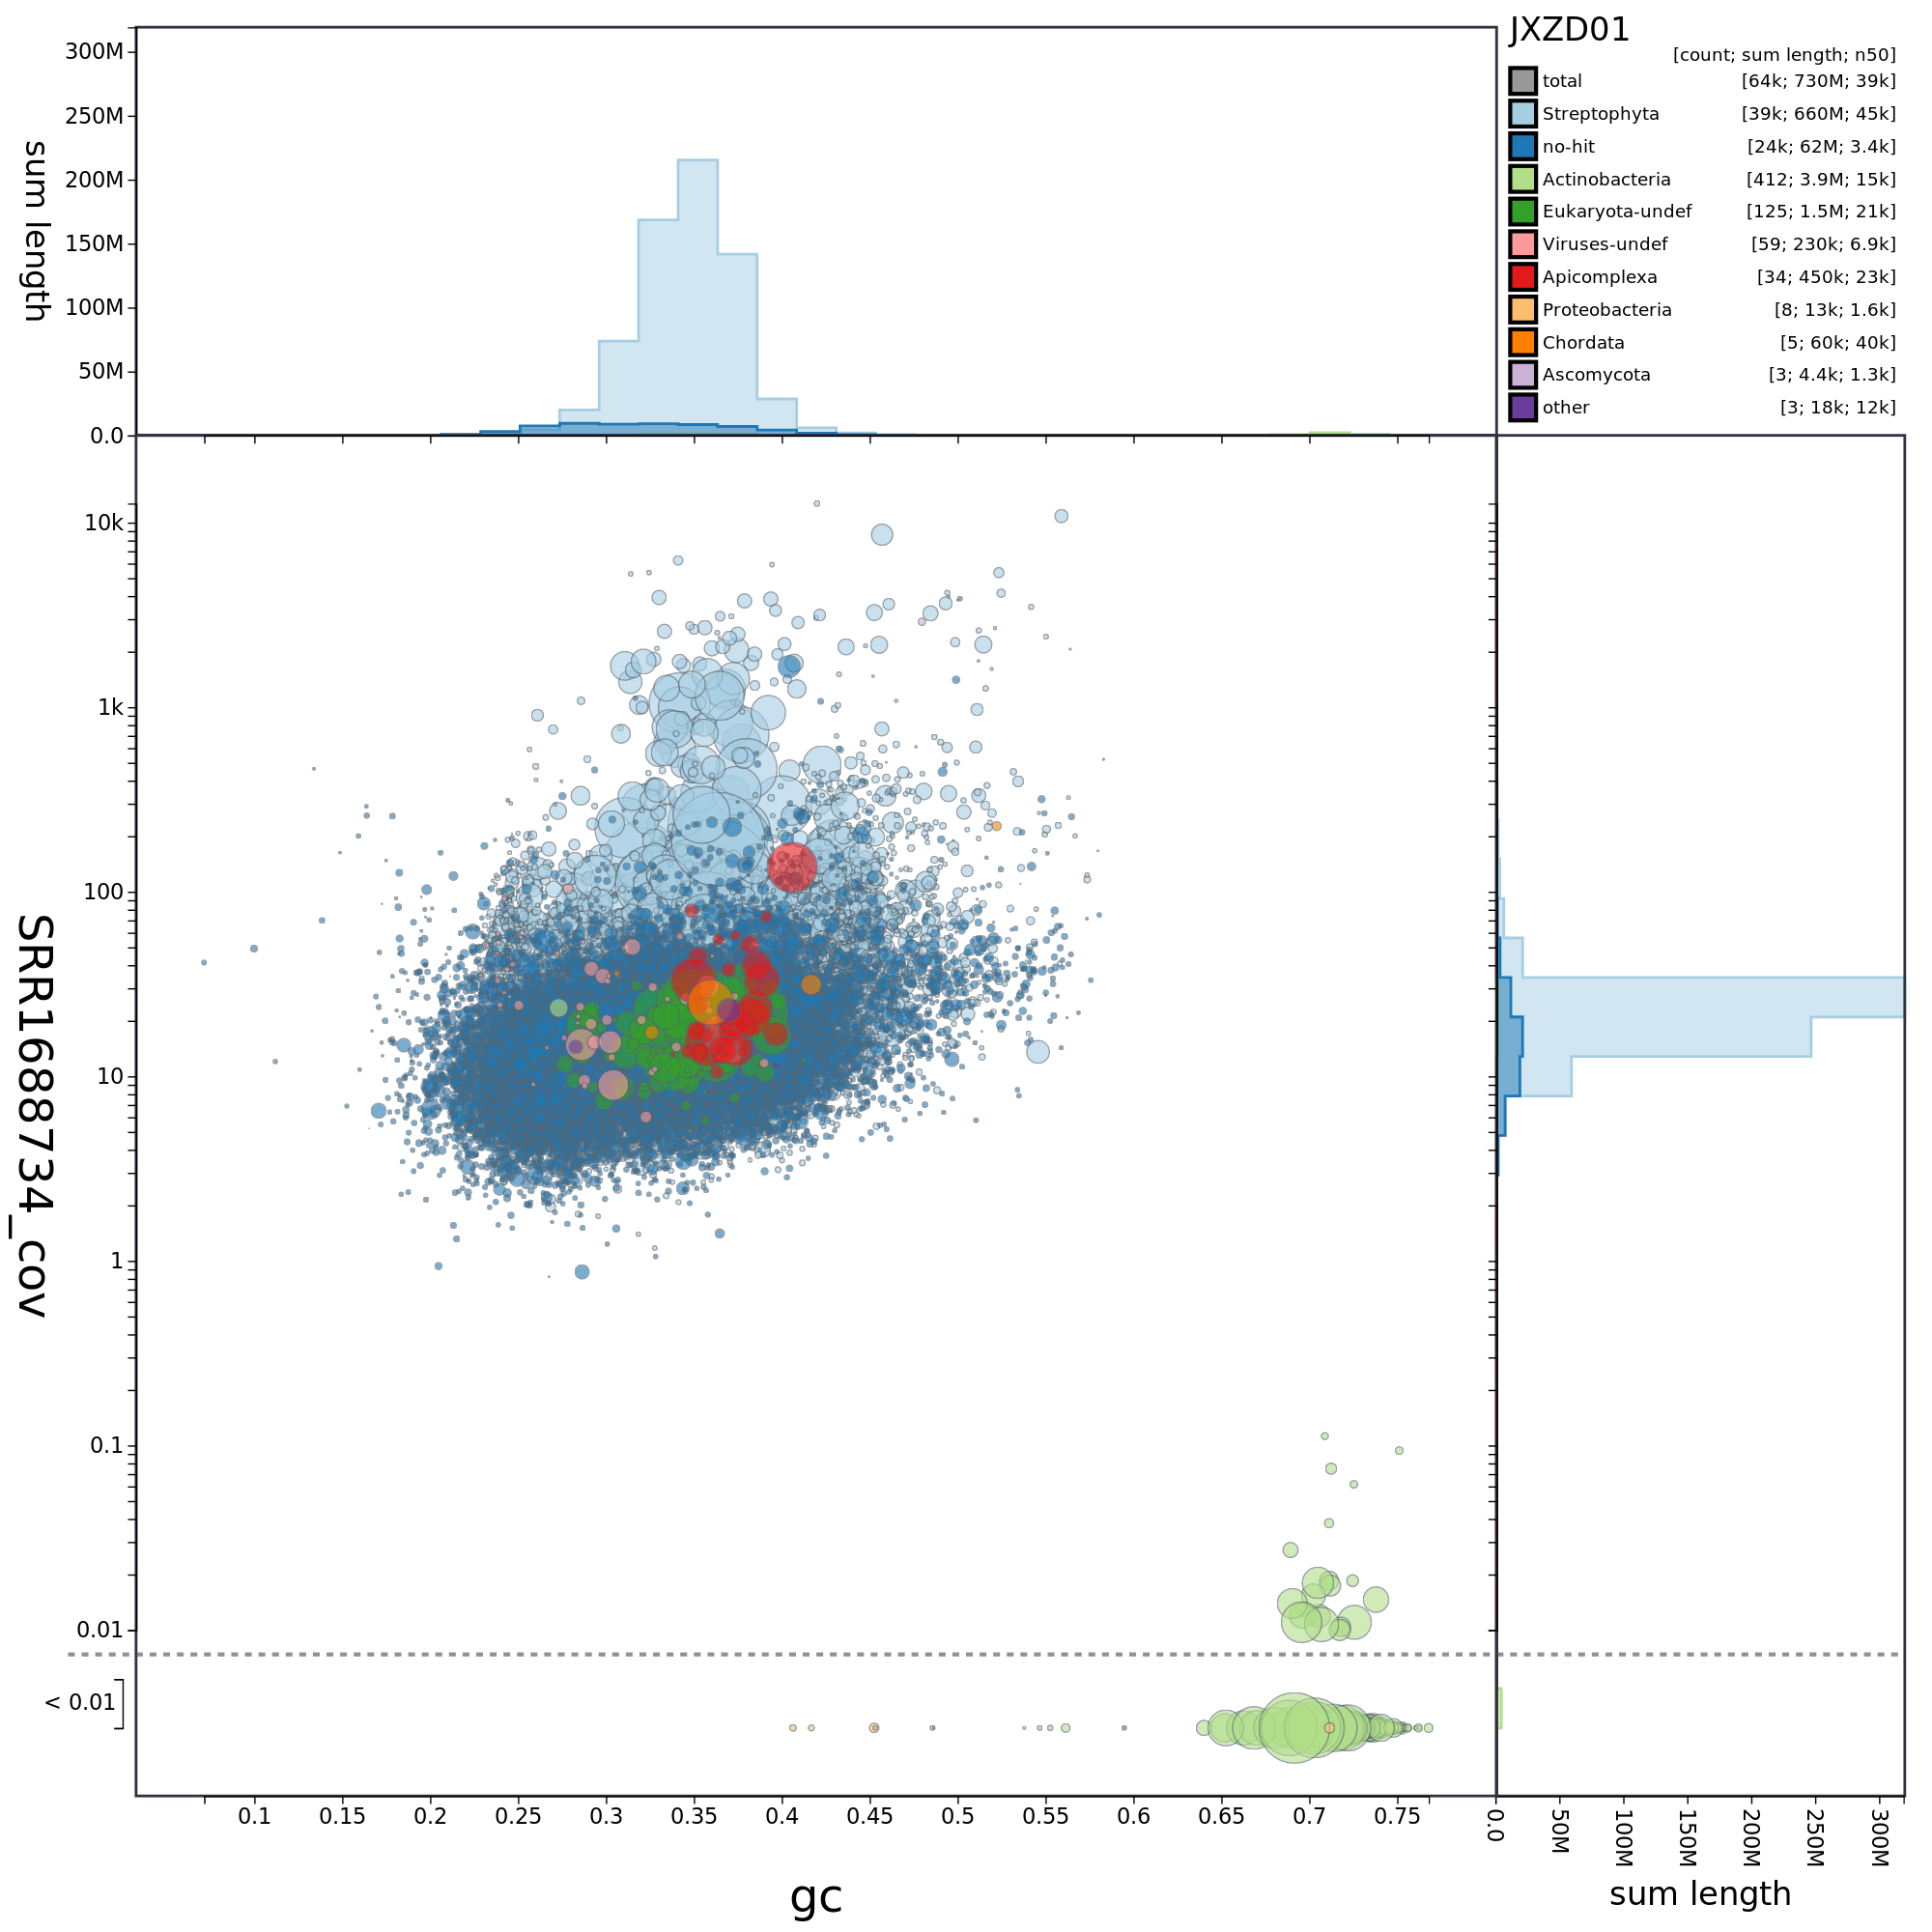 JXZD01
[count; sum length; n50]
total [64k; 730M; 39k]
Streptophyta [39k; 660M; 45k]
no-hit [24k; 62M; 3.4k]
Actinobacteria [412; 3.9M; 15k]
Eukaryota-undef [125; 1.5M; 21k]
Viruses-undef [59; 230k; 6.9k]
Apicomplexa [34; 450k; 23k]
Proteobacteria [8; 13k; 1.6k]
Chordata [5; 60k; 40k]
Ascomycota [3; 4.4k; 1.3k]
other [3; 18k; 12k]
sum length
300M
250M
200M
150M
100M
50M
0.0
SRR1688734_cov
10k
1k
100
10
1
0.1
0.01
< 0.01
0.1 0.15 0.2 0.25 0.3 0.35 0.4 0.45 0.5 0.55 0.6 0.65 0.7 0.75
gc
0.0 50M 100M 150M 200M 250M 300M
sum length